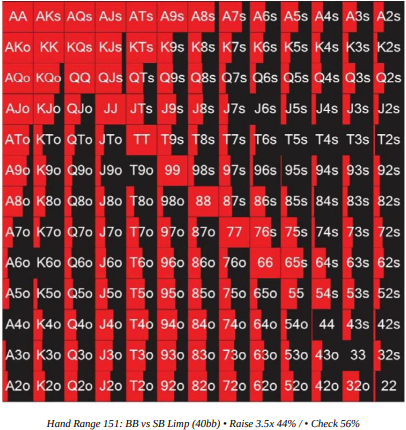 AA AKs AQs AJs ATs A9s A8s A7s A6s A5s A4s A3s A2s
AKo KK KQs KJs KTs K9s K8s K7s K6s K5s K4s K3s K2s
AQo KQo QQ QJs QTs Q9s Q8s Q7s Q6s Q5s Q4s Q3s Q2s
AJo KJo QJo JJ JTs J9s J8s J7s J6s J5s J4s J3s J2s
ATo KTo QTo JTo TT T9s T8s T7s T6s T5s T4s T3s T2s
A9o K9o Q9o J9o T9o 99 98s 97s 96s 95s 94s 93s 92s
A8o K8o Q8o J8o T8o 98o 88 87s 86s 85s 84s 83s 82s
A7o K7o Q7o J7o T7o 97o 87o 77 76s 75s 74s 73s 72s
A6o K6o Q6o J6o T6o 96o 86o 76o 66 65s 64s 63s 62s
A5o K5o Q5o J5o T5o 95o 85o 75o 65o 55 54s 53s 52s
A4o K4o Q4o J4o T4o 94o 84o 74o 64o 54o 44 43s 42s
A3o K3o Q3o J3o T3o 93o 83o 73o 63o 53o 43o 33 32s
A2o K2o Q2o J2o T2o 92o 82o 72o 62o 52o 42o 32o 22
Hand Range 151: BB vs SB Limp (40bb) • Raise 3.5x 44% / • Check 56%